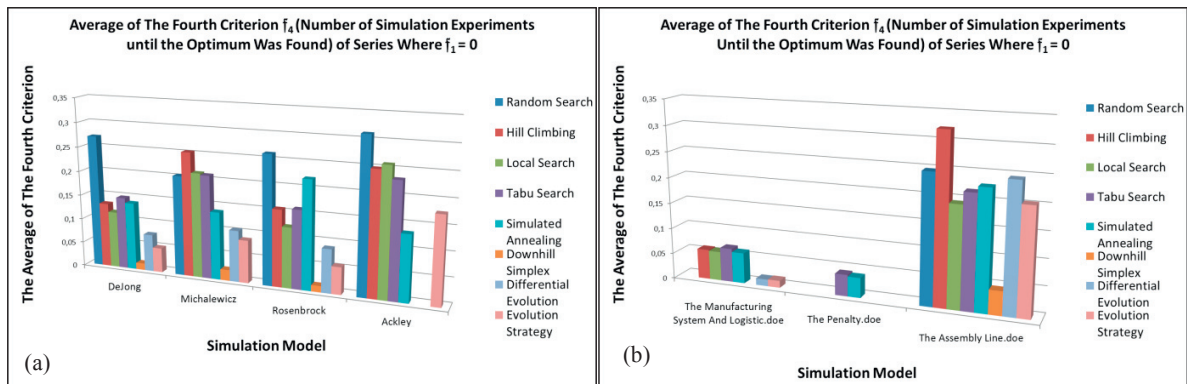 Average of The Fourth Criterion f̄₄ (Number of Simulation Experiments
until the Optimum Was Found) of Series Where f̄₁ = 0
The Average of The Fourth Criterion
0,35
0,3
0,25
0,2
0,15
0,1
0,05
0
DeJong
Michalewicz
Rosenbrock
Ackley
Simulation Model
Random Search
Hill Climbing
Local Search
Tabu Search
Simulated
Annealing
Downhill
Simplex
Differential
Evolution
Evolution
Strategy
(a)
Average of The Fourth Criterion f̄₄ (Number of Simulation Experiments
Until the Optimum Was Found) of Series Where f̄₁ = 0
The Average of The Fourth Criterion
0,35
0,3
0,25
0,2
0,15
0,1
0,05
0
The Manufacturing
System And Logistic.doe
The Penalty.doe
The Assembly Line.doe
Simulation Model
Random Search
Hill Climbing
Local Search
Tabu Search
Simulated
Annealing
Downhill
Simplex
Differential
Evolution
Evolution
Strategy
(b)